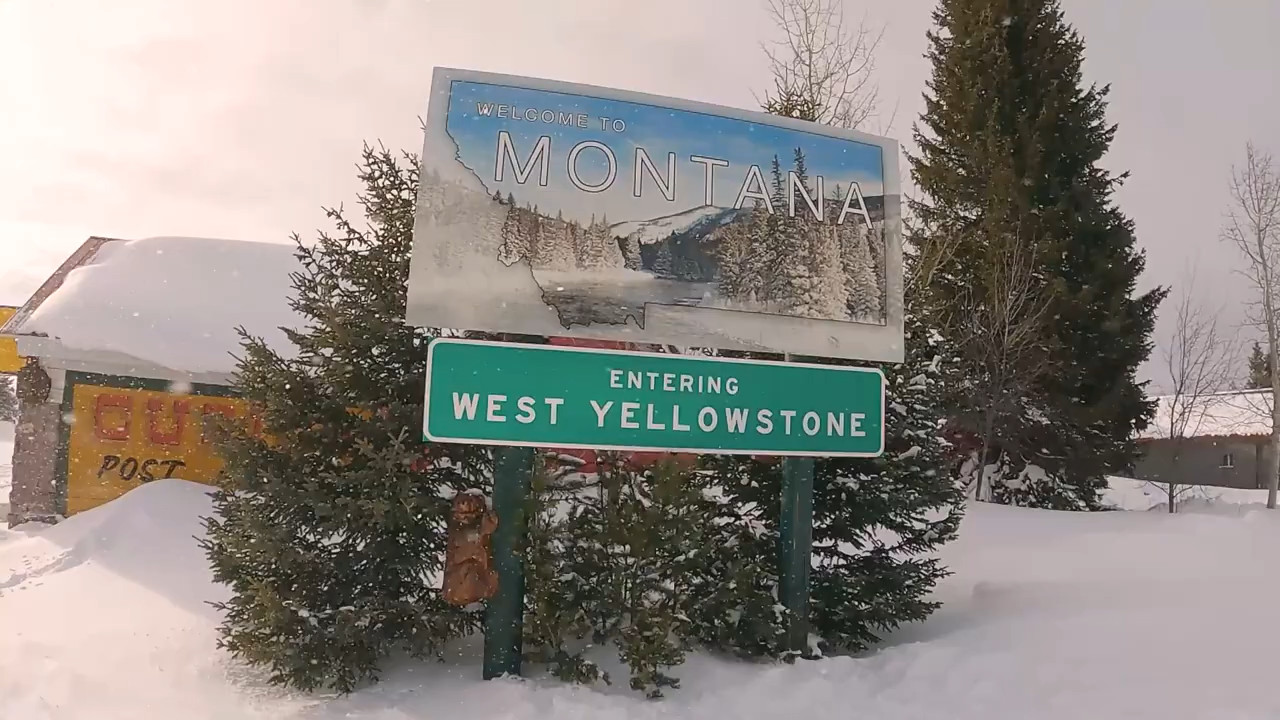 WELCOME TO
MONTANA
ENTERING
WEST YELLOWSTONE
POST